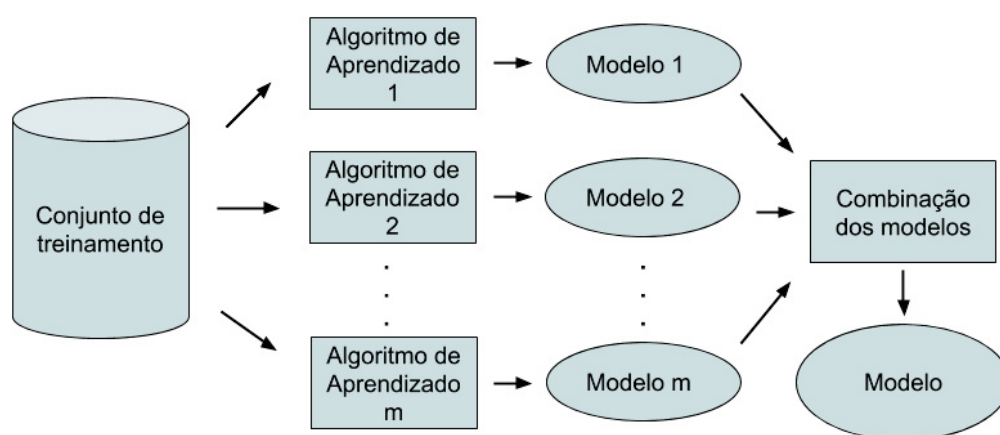 Conjunto de
treinamento
Algoritmo de
Aprendizado
1
Modelo 1
Algoritmo de
Aprendizado
2
Modelo 2
.
.
.
.
.
.
Algoritmo de
Aprendizado
m
Modelo m
Combinação
dos modelos
Modelo